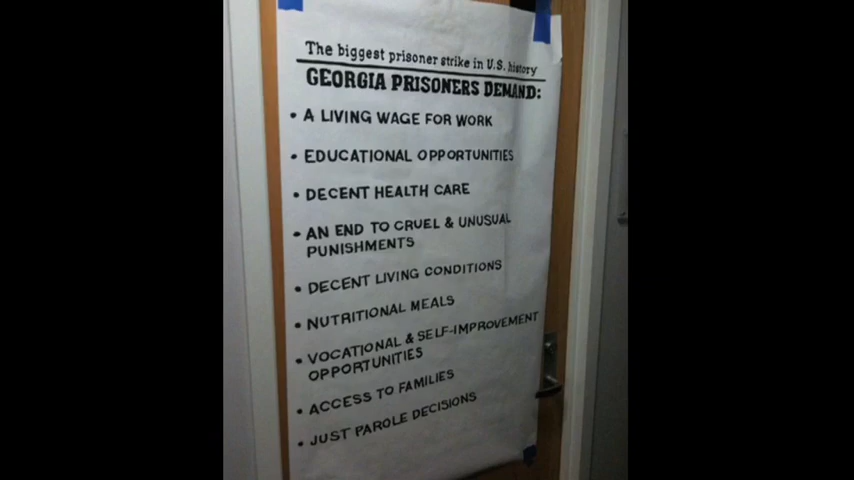 The biggest prisoner strike in U.S. history
GEORGIA PRISONERS DEMAND:
• A LIVING WAGE FOR WORK
• EDUCATIONAL OPPORTUNITIES
• DECENT HEALTH CARE
• AN END TO CRUEL & UNUSUAL
PUNISHMENTS
• DECENT LIVING CONDITIONS
• NUTRITIONAL MEALS
• VOCATIONAL & SELF-IMPROVEMENT
OPPORTUNITIES
• ACCESS TO FAMILIES
• JUST PAROLE DECISIONS